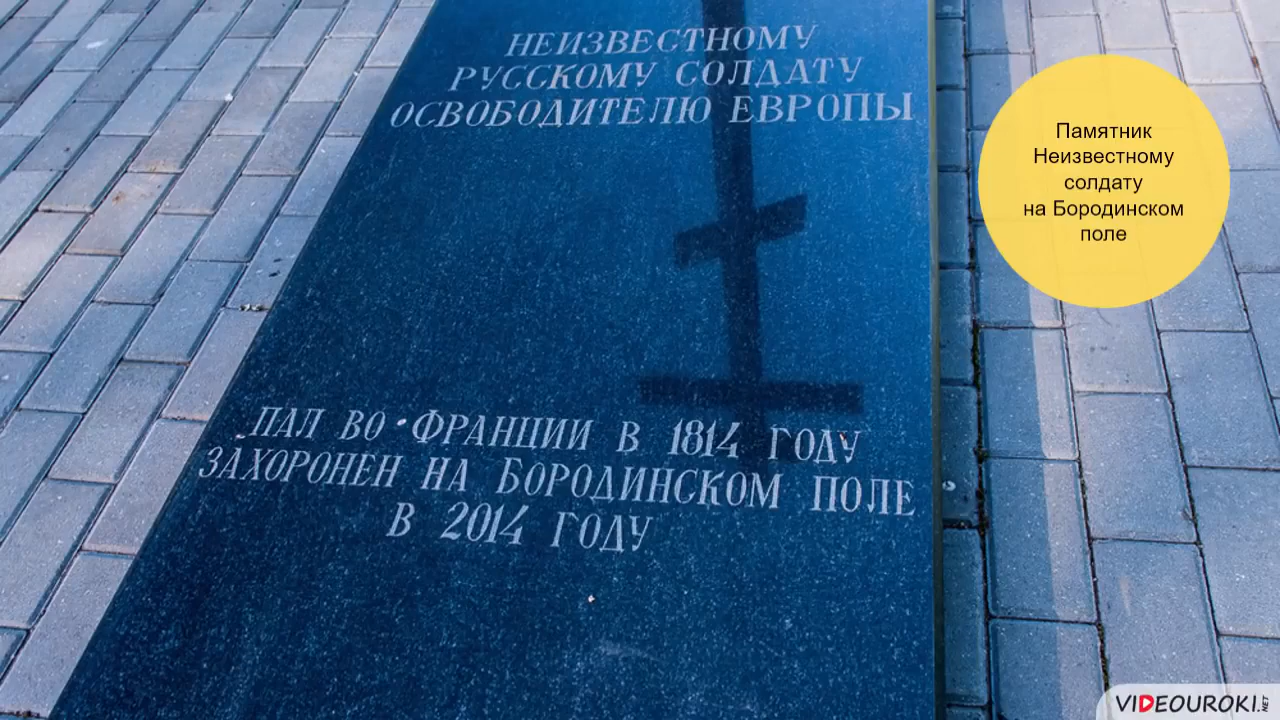 НЕИЗВЕСТНОМУ
РУССКОМУ СОЛДАТУ
ОСВОБОДИТЕЛЮ ЕВРОПЫ
ПАЛ ВО ФРАНЦИИ В 1814 ГОДУ
ЗАХОРОНЕН НА БОРОДИНСКОМ ПОЛЕ
В 2014 ГОДУ
Памятник
Неизвестному
солдату
на Бородинском
поле
VIDEOUROKI.NET